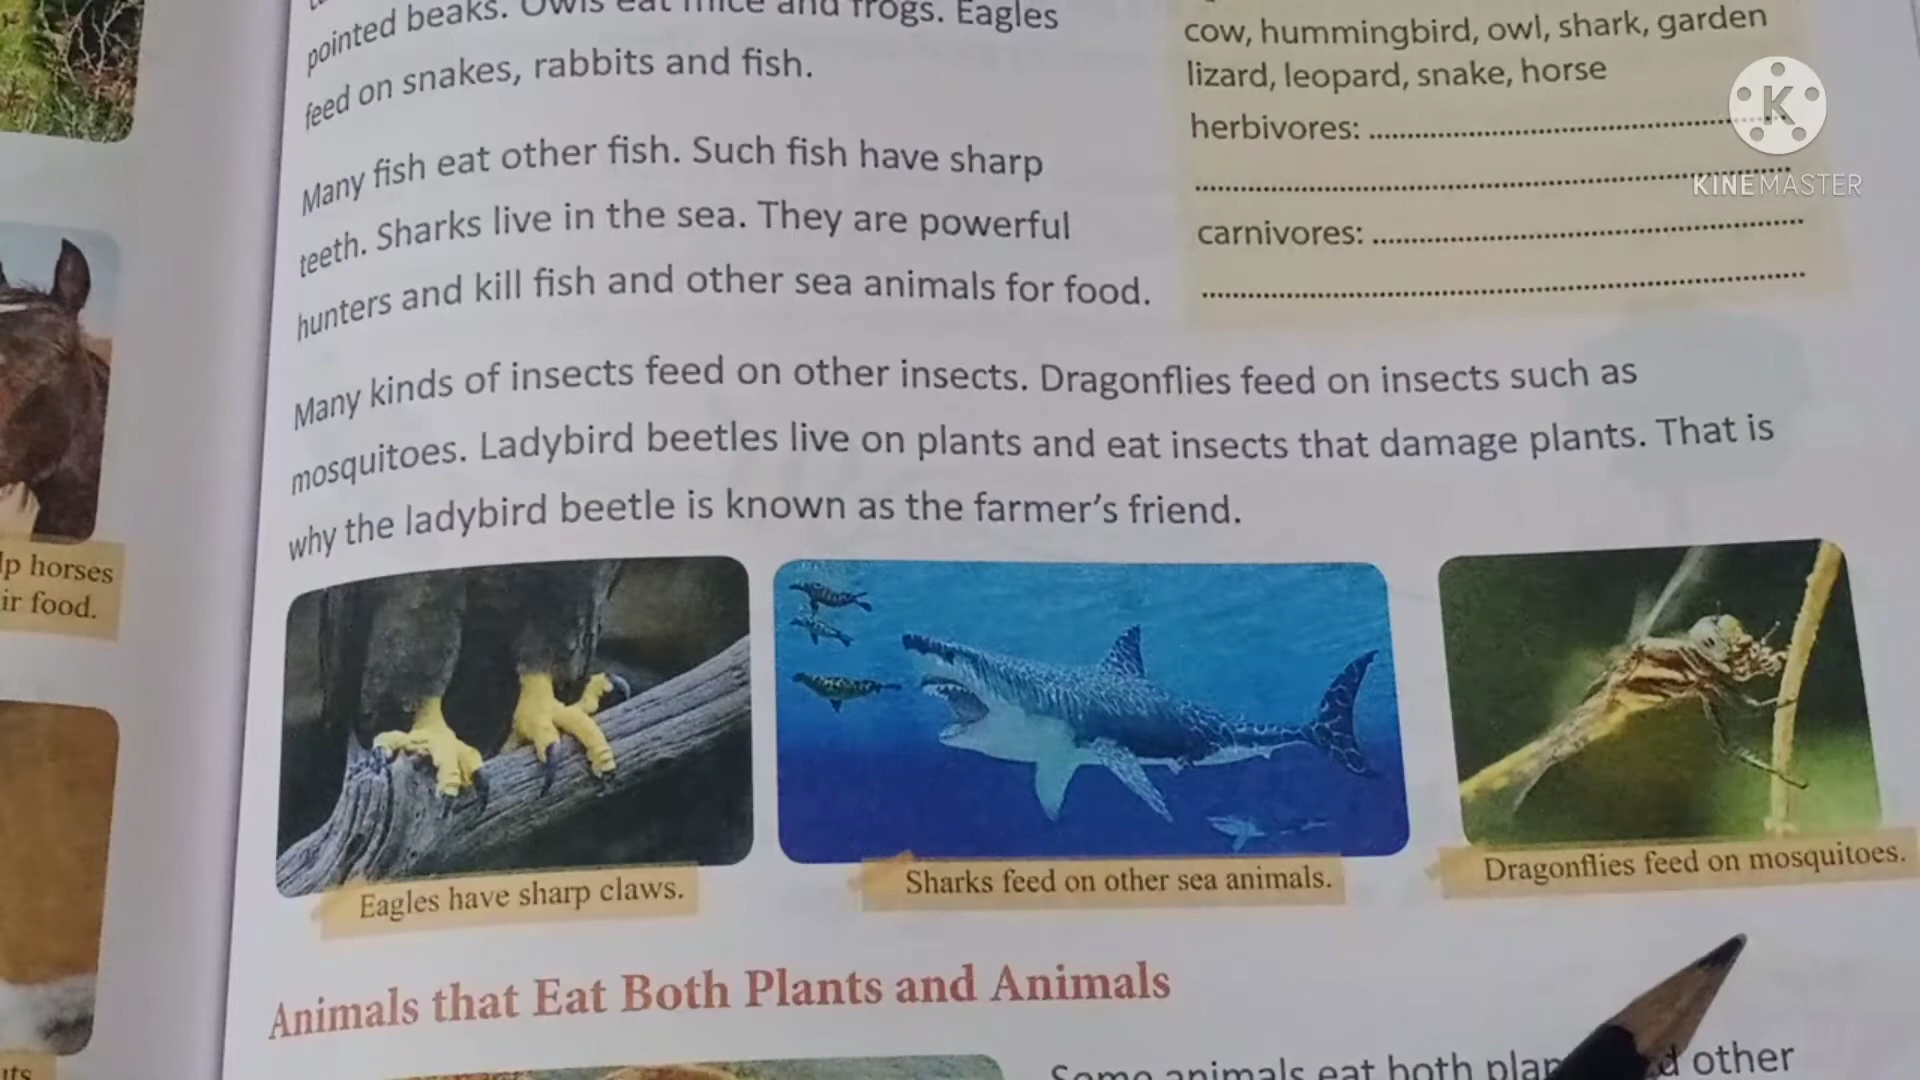 pointed beaks. Owls eat mice and frogs. Eagles
feed on snakes, rabbits and fish.
Many fish eat other fish. Such fish have sharp
teeth. Sharks live in the sea. They are powerful
hunters and kill fish and other sea animals for food.
cow, hummingbird, owl, shark, garden
lizard, leopard, snake, horse
herbivores:
carnivores:
KINEMASTER
Many kinds of insects feed on other insects. Dragonflies feed on insects such as
mosquitoes. Ladybird beetles live on plants and eat insects that damage plants. That is
why the ladybird beetle is known as the farmer's friend.
lp horses
ir food.
Eagles have sharp claws.
Sharks feed on other sea animals.
Dragonflies feed on mosquitoes.
Animals that Eat Both Plants and Animals
Some animals eat both other